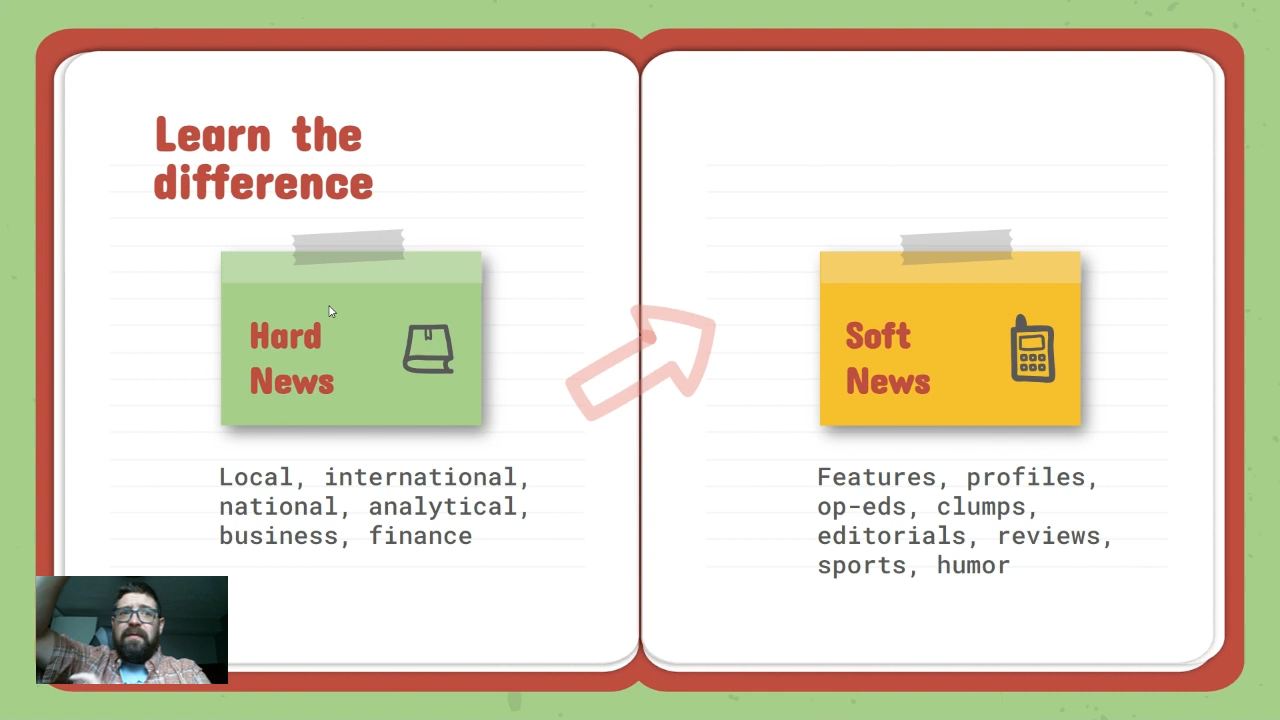 Learn the
difference
Hard
News
Local, international,
national, analytical,
business, finance
Soft
News
Features, profiles,
op-eds, clumps,
editorials, reviews,
sports, humor